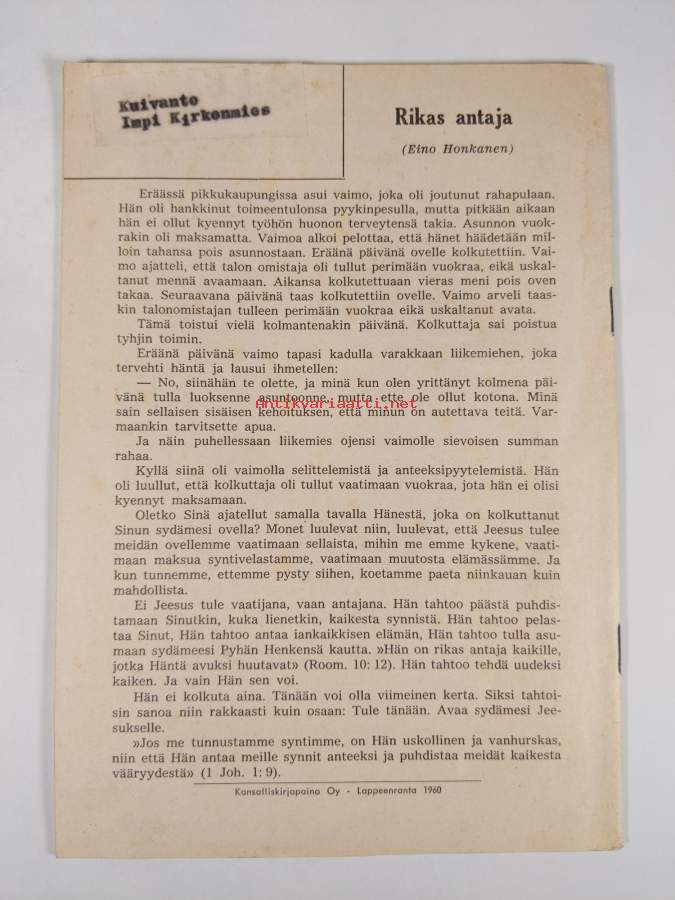 Kuivanto
Impi Kirkonmies
Rikas antaja
(Eino Honkanen)
Eräässä pikkukaupungissa asui vaimo, joka oli joutunut rahapulaan.
Hän oli hankkinut toimeentulonsa pyykinpesulla, mutta pitkään aikaan
hän ei ollut kyennyt työhön huonon terveytensä takia. Asunnon vuok-
rakin oli maksamatta. Vaimoa alkoi pelottaa, että hänet häädetään mil-
loin tahansa pois asunnostaan. Eräänä päivänä ovelle kolkutettiin. Vai-
mo ajatteli, että talon omistaja oli tullut perimään vuokraa, eikä uskal-
tanut mennä avaamaan. Aikansa kolkutettuaan vieras meni pois oven
takaa. Seuraavana päivänä taas kolkutettiin ovelle. Vaimo arveli taas-
kin talonomistajan tulleen perimään vuokraa eikä uskaltanut avata.
Tämä toistui vielä kolmantenakin päivänä. Kolkuttaja sai poistua
tyhjin toimin.
Eräänä päivänä vaimo tapasi kadulla varakkaan liikemiehen, joka
tervehti häntä ja lausui ihmetellen:
— No, siinähän te olette, ja minä kun olen yrittänyt kolmena päi-
vänä tulla luoksenne asuntoonne, mutta ette ole ollut kotona. Minä
Antikvariaatti.net
sain sellaisen sisäisen kehoituksen, että minun on autettava teitä. Var-
maankin tarvitsette apua.
Ja näin puhellessaan liikemies ojensi vaimolle sievoisen summan
rahaa.
Kyllä siinä oli vaimolla selittelemistä ja anteeksipyytelemistä. Hän
oli luullut, että kolkuttaja oli tullut vaatimaan vuokraa, jota hän ei olisi
kyennyt maksamaan.
Oletko Sinä ajatellut samalla tavalla Hänestä, joka on kolkuttanut
Sinun sydämesi ovella? Monet luulevat niin, luulevat, että Jeesus tulee
meidän ovellemme vaatimaan sellaista, mihin me emme kykene, vaati-
maan maksua syntivelastamme, vaatimaan muutosta elämässämme. Ja
kun tunnemme, ettemme pysty siihen, koetamme paeta niinkauan kuin
mahdollista.
Ei Jeesus tule vaatijana, vaan antajana. Hän tahtoo päästä puhdis-
tamaan Sinutkin, kuka lienetkin, kaikesta synnistä. Hän tahtoo pelas-
taa Sinut, Hän tahtoo antaa iankaikkisen elämän, Hän tahtoo tulla asu-
maan sydämeesi Pyhän Henkensä kautta. »Hän on rikas antaja kaikille,
jotka Häntä avuksi huutavat» (Room. 10: 12). Hän tahtoo tehdä uudeksi
kaiken. Ja vain Hän sen voi.
Hän ei kolkuta aina. Tänään voi olla viimeinen kerta. Siksi tahtoi-
sin sanoa niin rakkaasti kuin osaan: Tule tänään. Avaa sydämesi Jee-
sukselle.
»Jos me tunnustamme syntimme, on Hän uskollinen ja vanhurskas,
niin että Hän antaa meille synnit anteeksi ja puhdistaa meidät kaikesta
vääryydestä» (1 Joh. 1: 9).
Kansalliskirjapaino Oy - Lappeenranta 1960